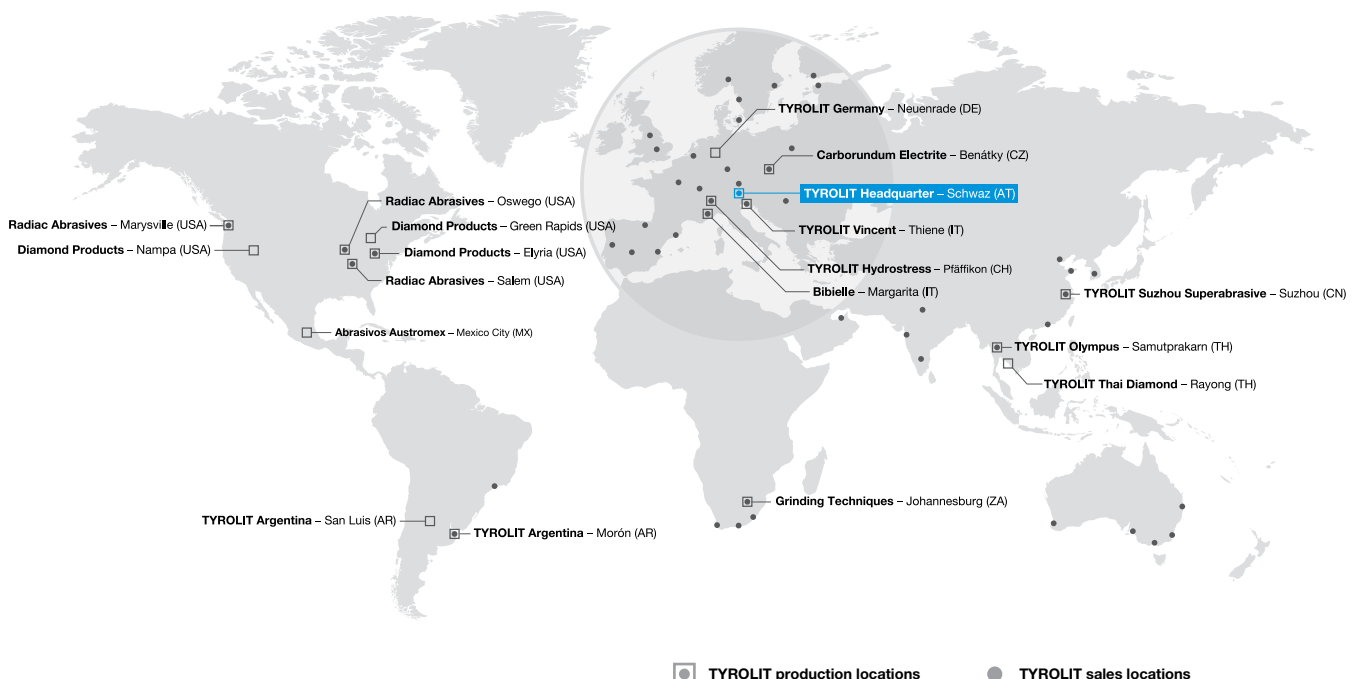 TYROLIT Germany – Neuenrade (DE)
Carborundum Electrite – Benátky (CZ)
TYROLIT Headquarter – Schwaz (AT)
Radiac Abrasives – Oswego (USA)
Radiac Abrasives – Marysville (USA)
Diamond Products – Green Rapids (USA)
TYROLIT Vincent – Thiene (IT)
Diamond Products – Nampa (USA)
Diamond Products – Elyria (USA)
TYROLIT Hydrostress – Pfäffikon (CH)
Radiac Abrasives – Salem (USA)
Bibielle – Margarita (IT)
TYROLIT Suzhou Superabrasive – Suzhou (CN)
Abrasivos Austromex – Mexico City (MX)
TYROLIT Olympus – Samutprakarn (TH)
TYROLIT Thai Diamond – Rayong (TH)
Grinding Techniques – Johannesburg (ZA)
TYROLIT Argentina – San Luis (AR)
TYROLIT Argentina – Morón (AR)
TYROLIT production locations
TYROLIT sales locations